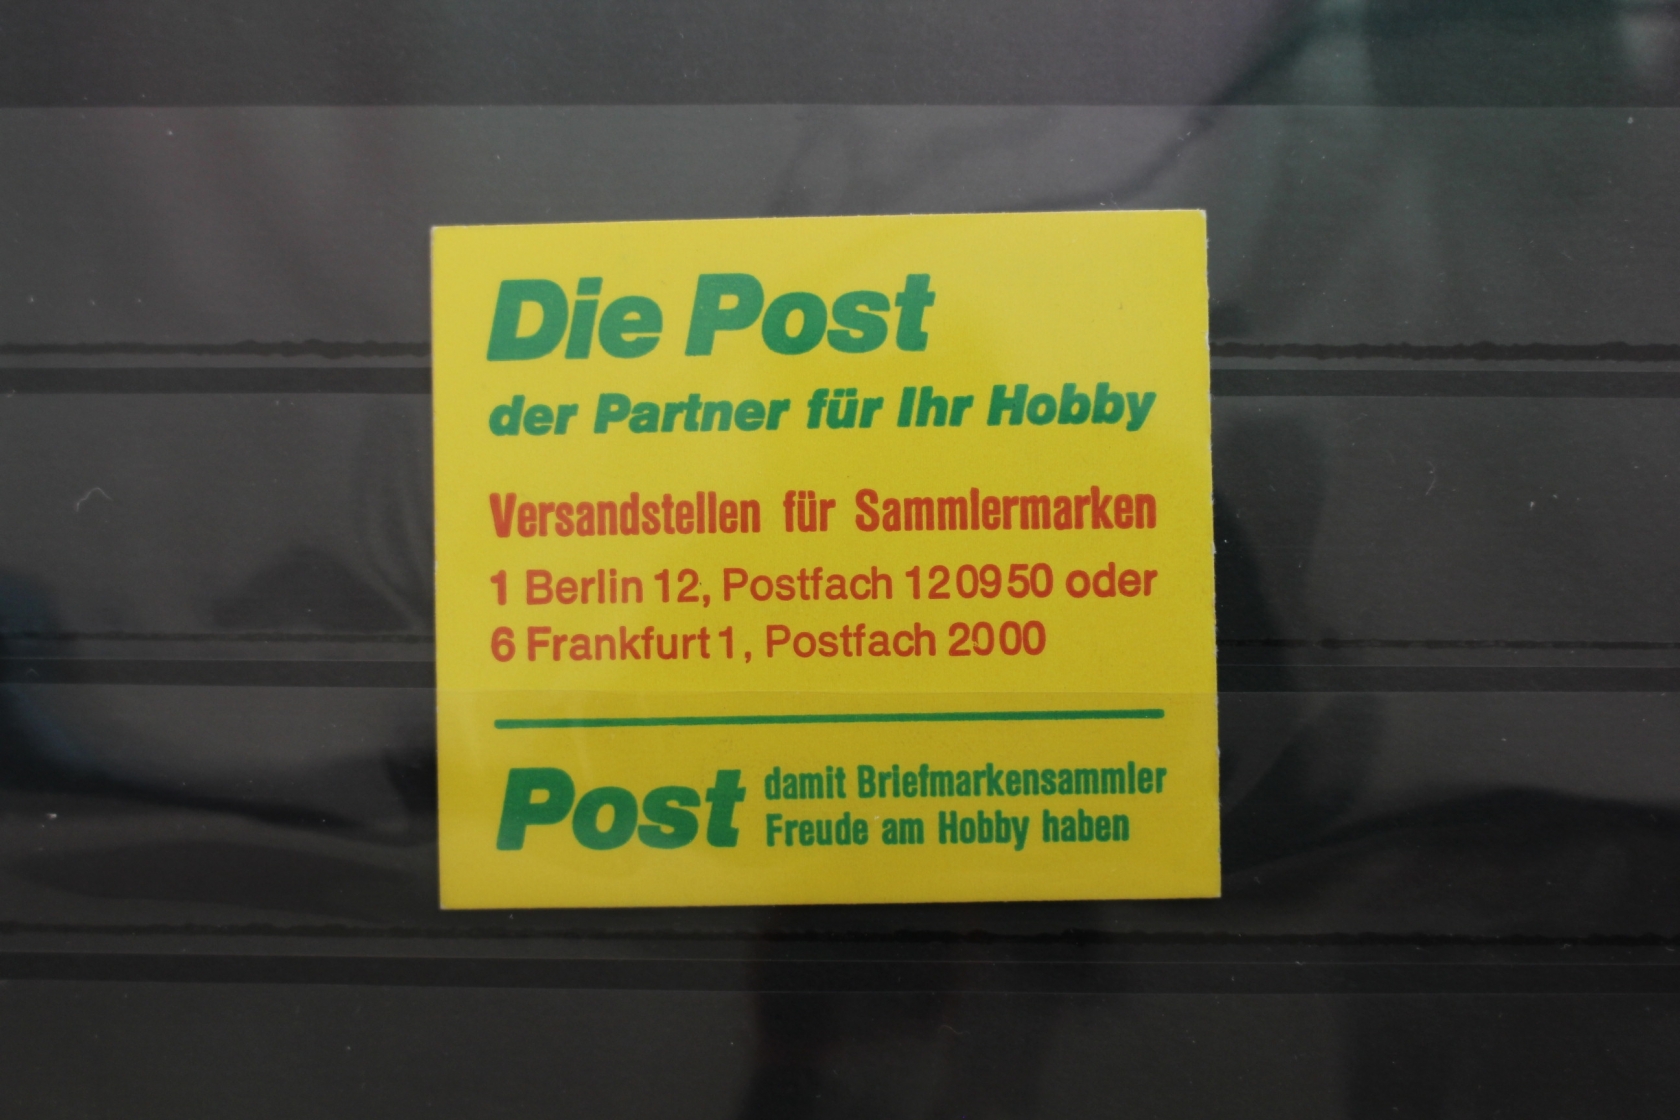 Die Post
der Partner für Ihr Hobby
Versandstellen für Sammlermarken
1 Berlin 12, Postfach 120950 oder
6 Frankfurt 1, Postfach 2000
Post damit Briefmarkensammler
Freude am Hobby haben